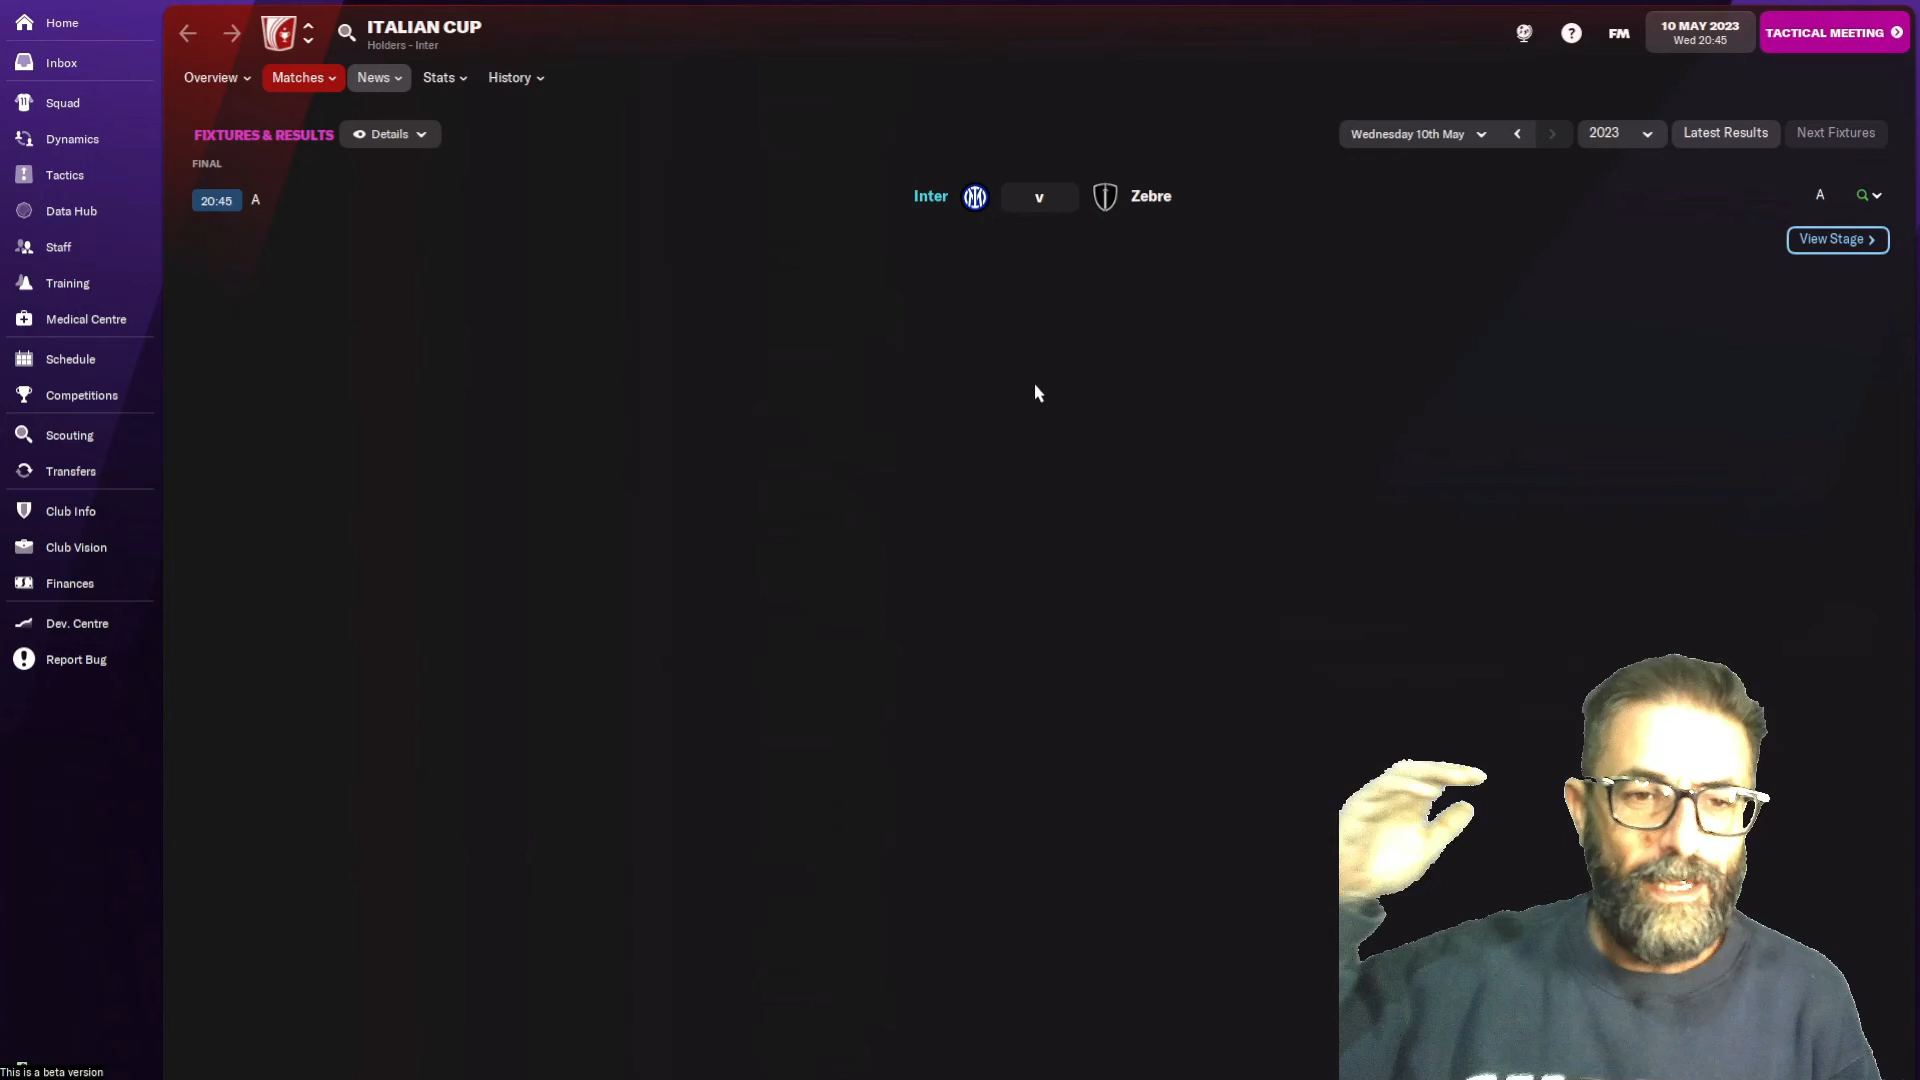 Home
Inbox
Squad
Dynamics
Tactics
Data Hub
Staff
Training
Medical Centre
Schedule
Competitions
Scouting
Transfers
Club Info
Club Vision
Finances
Dev. Centre
Report Bug
This is a beta version
ITALIAN CUP
Holders - Inter
FM
10 MAY 2023
Wed 20:45
TACTICAL MEETING
Overview
Matches
News
Stats
History
FIXTURES & RESULTS
Details
Wednesday 10th May
2023
Latest Results
Next Fixtures
FINAL
20:45 A
Inter v Zebre
A
View Stage